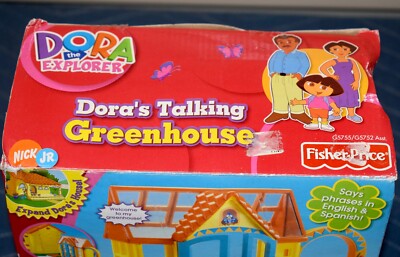 DORA
the
EXPLORER
Dora's Talking
Greenhouse
G5755/G5752 Asst.
NICK JR
Fisher-Price
Expand Dora's House!
Welcome
to my
greenhouse!
Says
phrases in
English &
Spanish!